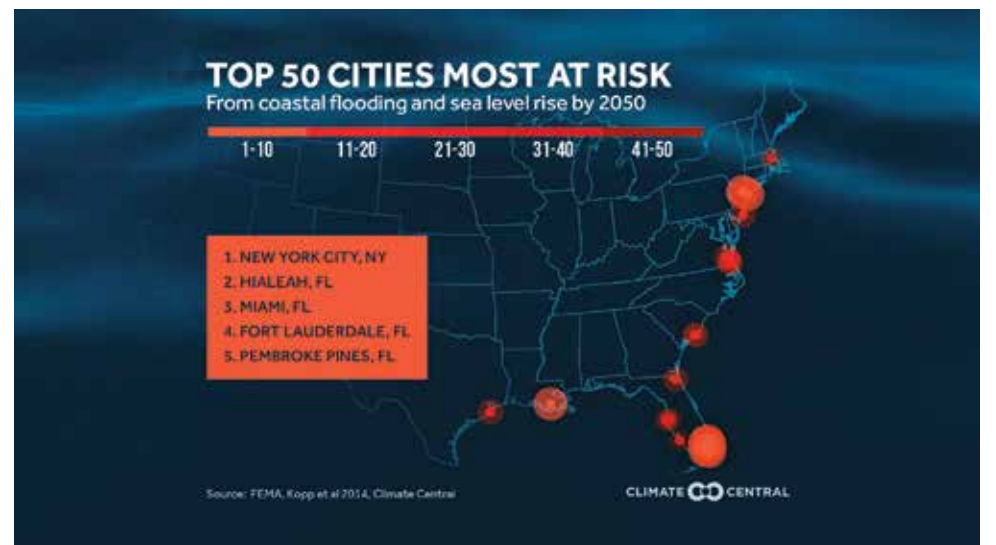 TOP 50 CITIES MOST AT RISK
From coastal flooding and sea level rise by 2050
1-10 11-20 21-30 31-40 41-50
1. NEW YORK CITY, NY
2. HIALEAH, FL
3. MIAMI, FL
4. FORT LAUDERDALE, FL
5. PEMBROKE PINES, FL
Source: FEMA, Kopp et al 2014, Climate Central
CLIMATE CENTRAL